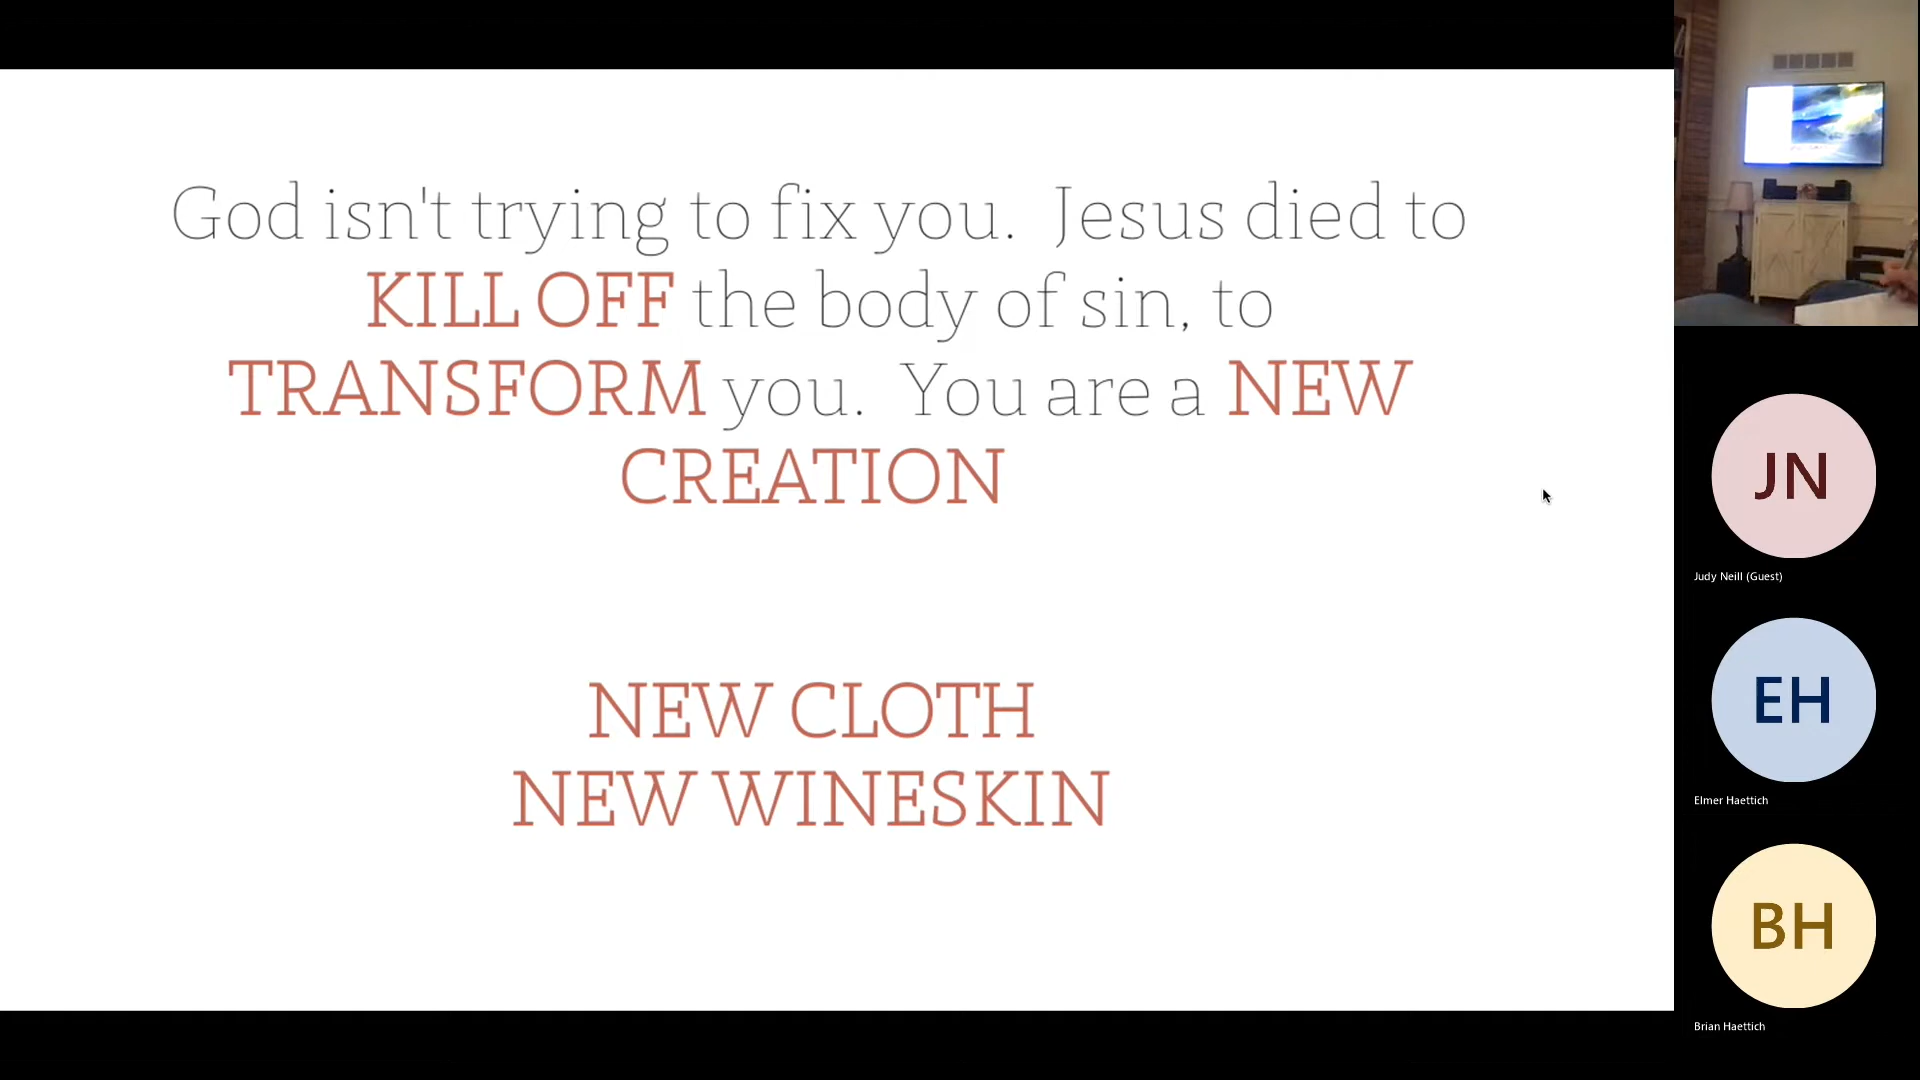 God isn't trying to fix you.  Jesus died to
KILL OFF the body of sin, to
TRANSFORM you.  You are a NEW
CREATION
NEW CLOTH
NEW WINESKIN
JN
Judy Neill (Guest)
EH
Elmer Haettich
BH
Brian Haettich